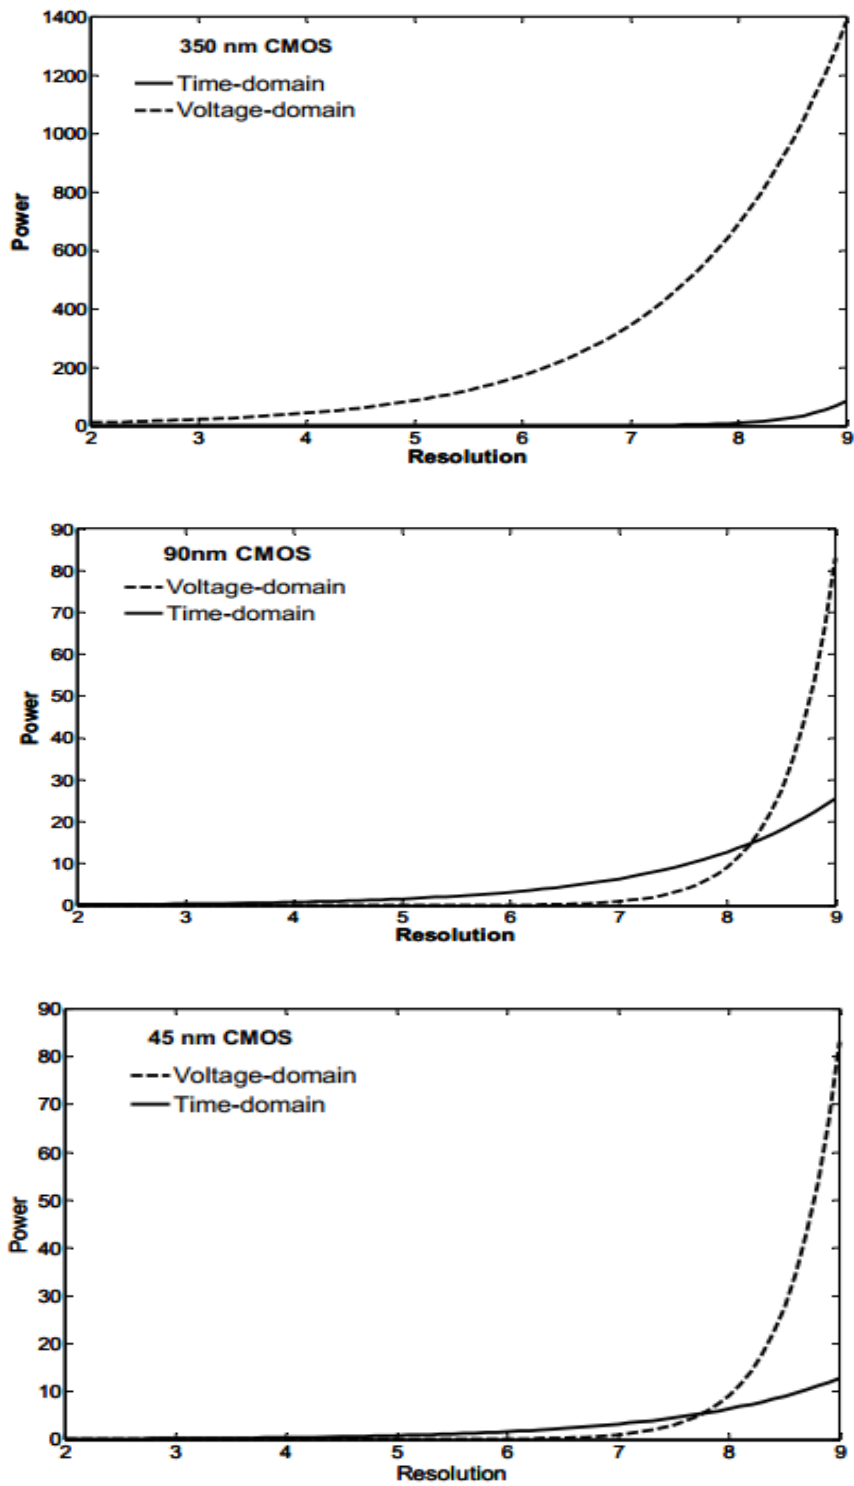 1400
350 nm CMOS
1200
Time-domain
Voltage-domain
1000
800
Power
600
400
200
0
2 3 4 5 6 7 8 9
Resolution
90
90nm CMOS
80
Voltage-domain
70
Time-domain
60
50
Power
40
30
20
10
0
2 3 4 5 6 7 8 9
Resolution
90
45 nm CMOS
80
Voltage-domain
70
Time-domain
60
50
Power
40
30
20
10
0
2 3 4 5 6 7 8 9
Resolution